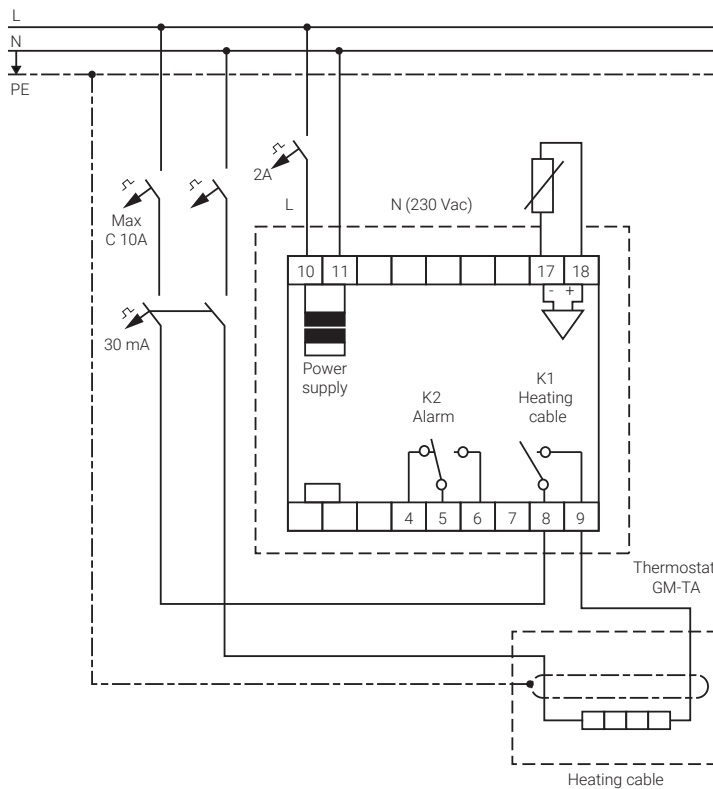 L
N
PE
2A
L
N (230 Vac)
Max
C 10A
10 11 17 18
- +
30 mA
Power
supply
K2
Alarm
K1
Heating
cable
4 5 6 7 8 9
Thermostat
GM-TA
Heating cable